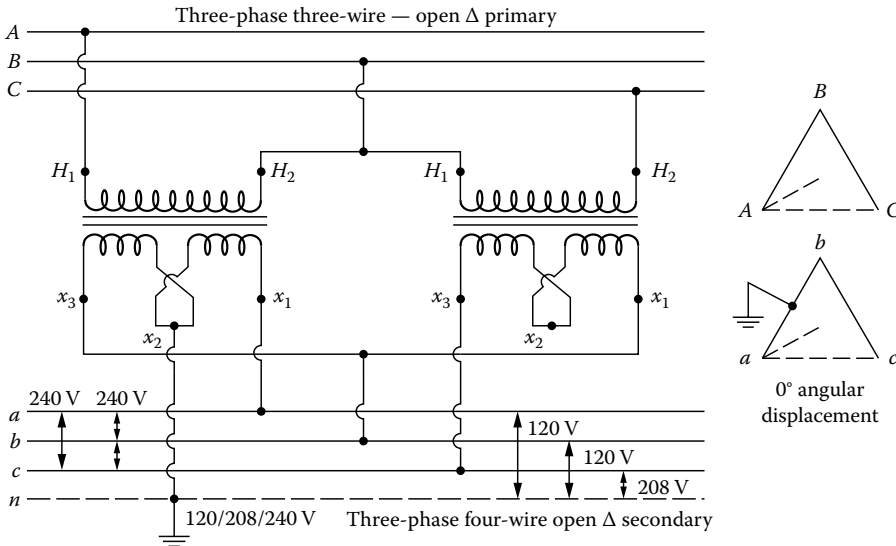 Three-phase three-wire — open Δ primary
A
B
C
H1 H2 H1 H2
B
A C
x3 x1 x3 x1
x2 x2
b
a c
0° angular
displacement
240 V 240 V
a
120 V
b
120 V
c
208 V
n
120/208/240 V Three-phase four-wire open Δ secondary